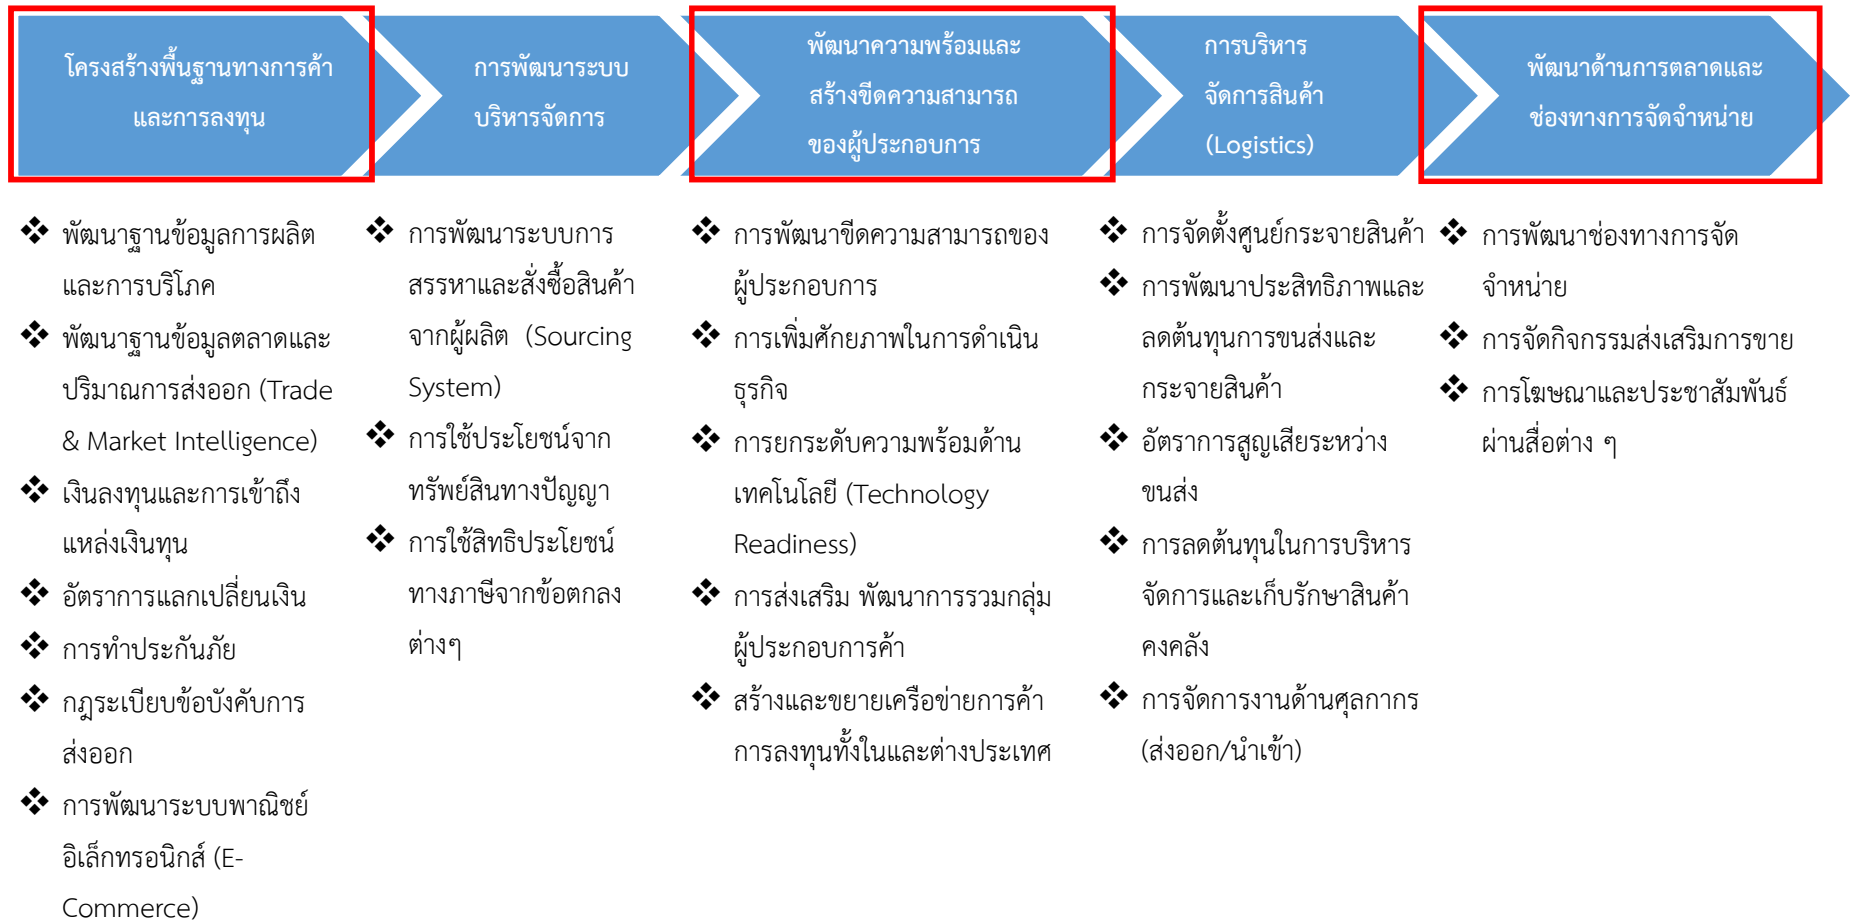 โครงสร้างพื้นฐานทางการค้า
และการลงทุน
การพัฒนาระบบ
บริหารจัดการ
พัฒนาความพร้อมและ
สร้างขีดความสามารถ
ของผู้ประกอบการ
การบริหาร
จัดการสินค้า
(Logistics)
พัฒนาด้านการตลาดและ
ช่องทางการจัดจำหน่าย
❖ พัฒนาฐานข้อมูลการผลิต
และการบริโภค
❖ พัฒนาฐานข้อมูลตลาดและ
ปริมาณการส่งออก (Trade
& Market Intelligence)
❖ เงินลงทุนและการเข้าถึง
แหล่งเงินทุน
❖ อัตราการแลกเปลี่ยนเงิน
❖ การทำประกันภัย
❖ กฎระเบียบข้อบังคับการ
ส่งออก
❖ การพัฒนาระบบพาณิชย์
อิเล็กทรอนิกส์ (E-
Commerce)
❖ การพัฒนาระบบการ
สรรหาและสั่งซื้อสินค้า
จากผู้ผลิต (Sourcing
System)
❖ การใช้ประโยชน์จาก
ทรัพย์สินทางปัญญา
❖ การใช้สิทธิประโยชน์
ทางภาษีจากข้อตกลง
ต่างๆ
❖ การพัฒนาขีดความสามารถของ
ผู้ประกอบการ
❖ การเพิ่มศักยภาพในการดำเนิน
ธุรกิจ
❖ การยกระดับความพร้อมด้าน
เทคโนโลยี (Technology
Readiness)
❖ การส่งเสริม พัฒนาการรวมกลุ่ม
ผู้ประกอบการค้า
❖ สร้างและขยายเครือข่ายการค้า
การลงทุนทั้งในและต่างประเทศ
❖ การจัดตั้งศูนย์กระจายสินค้า
❖ การพัฒนาประสิทธิภาพและ
ลดต้นทุนการขนส่งและ
กระจายสินค้า
❖ อัตราการสูญเสียระหว่าง
ขนส่ง
❖ การลดต้นทุนในการบริหาร
จัดการและเก็บรักษาสินค้า
คงคลัง
❖ การจัดการงานด้านศุลกากร
(ส่งออก/นำเข้า)
❖ การพัฒนาช่องทางการจัด
จำหน่าย
❖ การจัดกิจกรรมส่งเสริมการขาย
❖ การโฆษณาและประชาสัมพันธ์
ผ่านสื่อต่าง ๆ